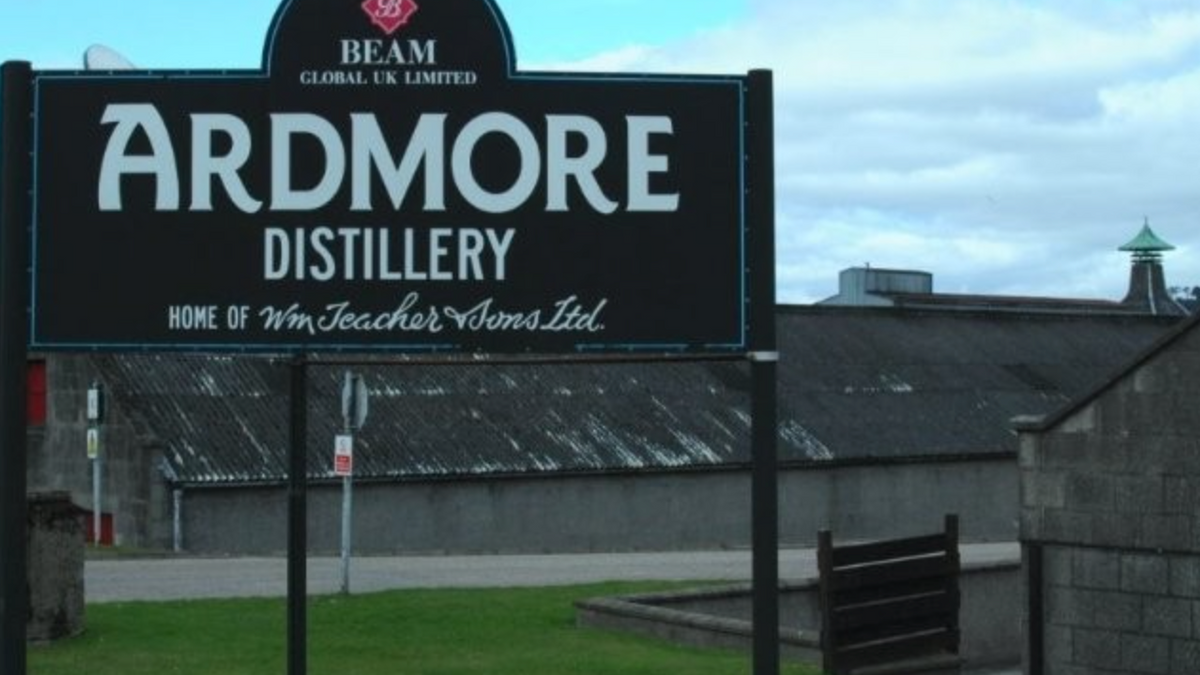 B
BEAM
GLOBAL UK LIMITED
ARDMORE
DISTILLERY
HOME OF Wm Teacher & Sons Ltd.